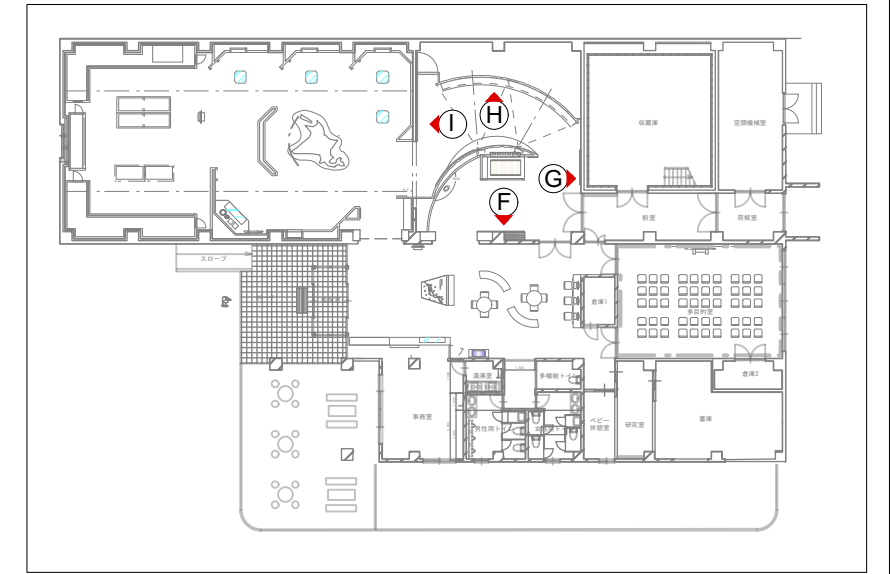 H
I
収蔵庫
空調機械室
G
F
前室
荷解室
スロープ
倉庫1
多目的室
湯沸室
多機能トイレ
倉庫2
事務室
男性用トイレ
女性用トイレ
ベビー
休憩室
研究室
書庫